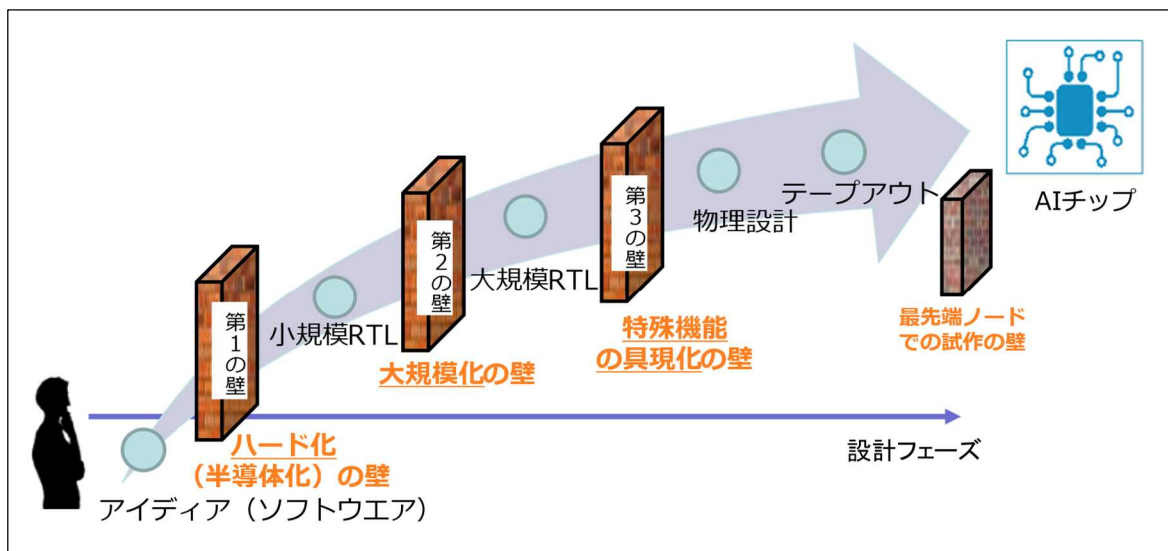 第1の壁
第2の壁
第3の壁
小規模RTL
大規模RTL
物理設計
テープアウト
AIチップ
ハード化
（半導体化）の壁
大規模化の壁
特殊機能
の具現化の壁
最先端ノード
での試作の壁
設計フェーズ
アイディア（ソフトウエア）